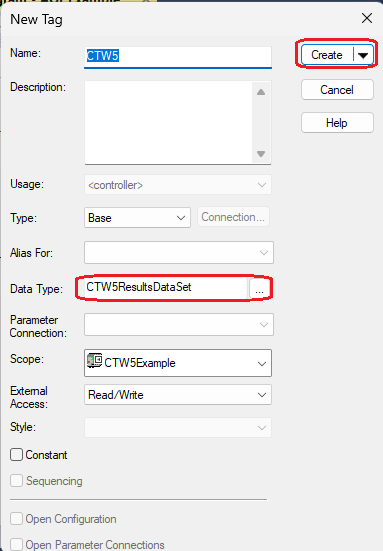 New Tag
Name:
CTW5
Create
Description:
Cancel
Help
Usage:
<controller>
Type:
Base
Connection...
Alias For:
Data Type:
CTW5ResultsDataSet
...
Parameter
Connection:
Scope:
CTW5Example
External
Access:
Read/Write
Style:
Constant
Sequencing
Open Configuration
Open Parameter Connections